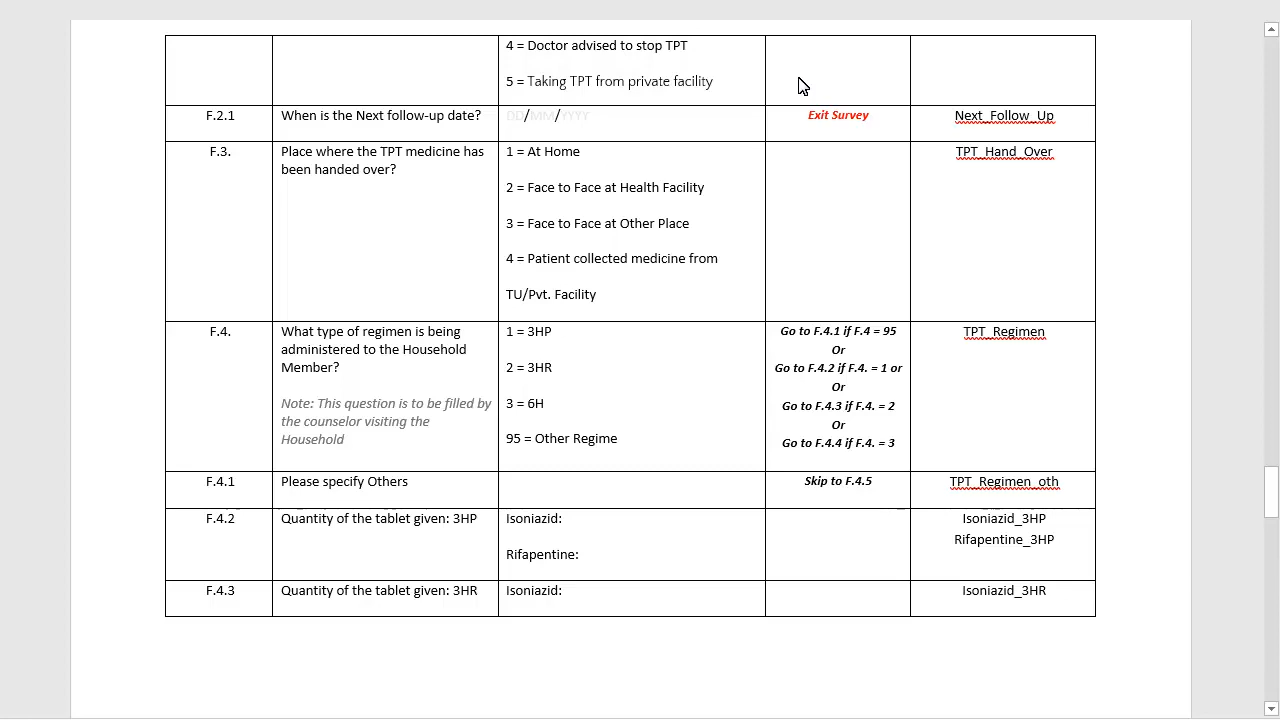 4 = Doctor advised to stop TPT
5 = Taking TPT from private facility
F.2.1
When is the Next follow-up date?
DD/MM/YYYY
Exit Survey
Next_Follow_Up
F.3.
Place where the TPT medicine has
been handed over?
1 = At Home
2 = Face to Face at Health Facility
3 = Face to Face at Other Place
4 = Patient collected medicine from
TU/Pvt. Facility
TPT_Hand_Over
F.4.
What type of regimen is being
administered to the Household
Member?
Note: This question is to be filled by
the counselor visiting the
Household
1 = 3HP
2 = 3HR
3 = 6H
95 = Other Regime
Go to F.4.1 if F.4 = 95
Or
Go to F.4.2 if F.4. = 1 or
Or
Go to F.4.3 if F.4. = 2
Or
Go to F.4.4 if F.4. = 3
TPT_Regimen
F.4.1
Please specify Others
Skip to F.4.5
TPT_Regimen_oth
F.4.2
Quantity of the tablet given: 3HP
Isoniazid:
Rifapentine:
Isoniazid_3HP
Rifapentine_3HP
F.4.3
Quantity of the tablet given: 3HR
Isoniazid:
Isoniazid_3HR